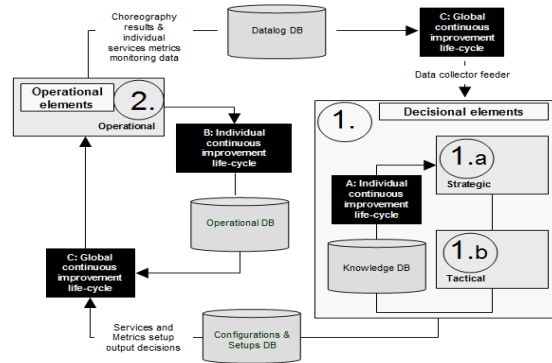 Choreography
results &
individual
services metrics
monitoring data
Datalog DB
C: Global
continuous
improvement
life-cycle
Data collector feeder
Operational
elements
2.
Operational
B: Individual
continuous
improvement
life-cycle
Operational DB
C: Global
continuous
improvement
life-cycle
1.
Decisional elements
1.a
Strategic
A: Individual
continuous
improvement
life-cycle
1.b
Tactical
Knowledge DB
Services and
Metrics setup
output decisions
Configurations &
Setups DB